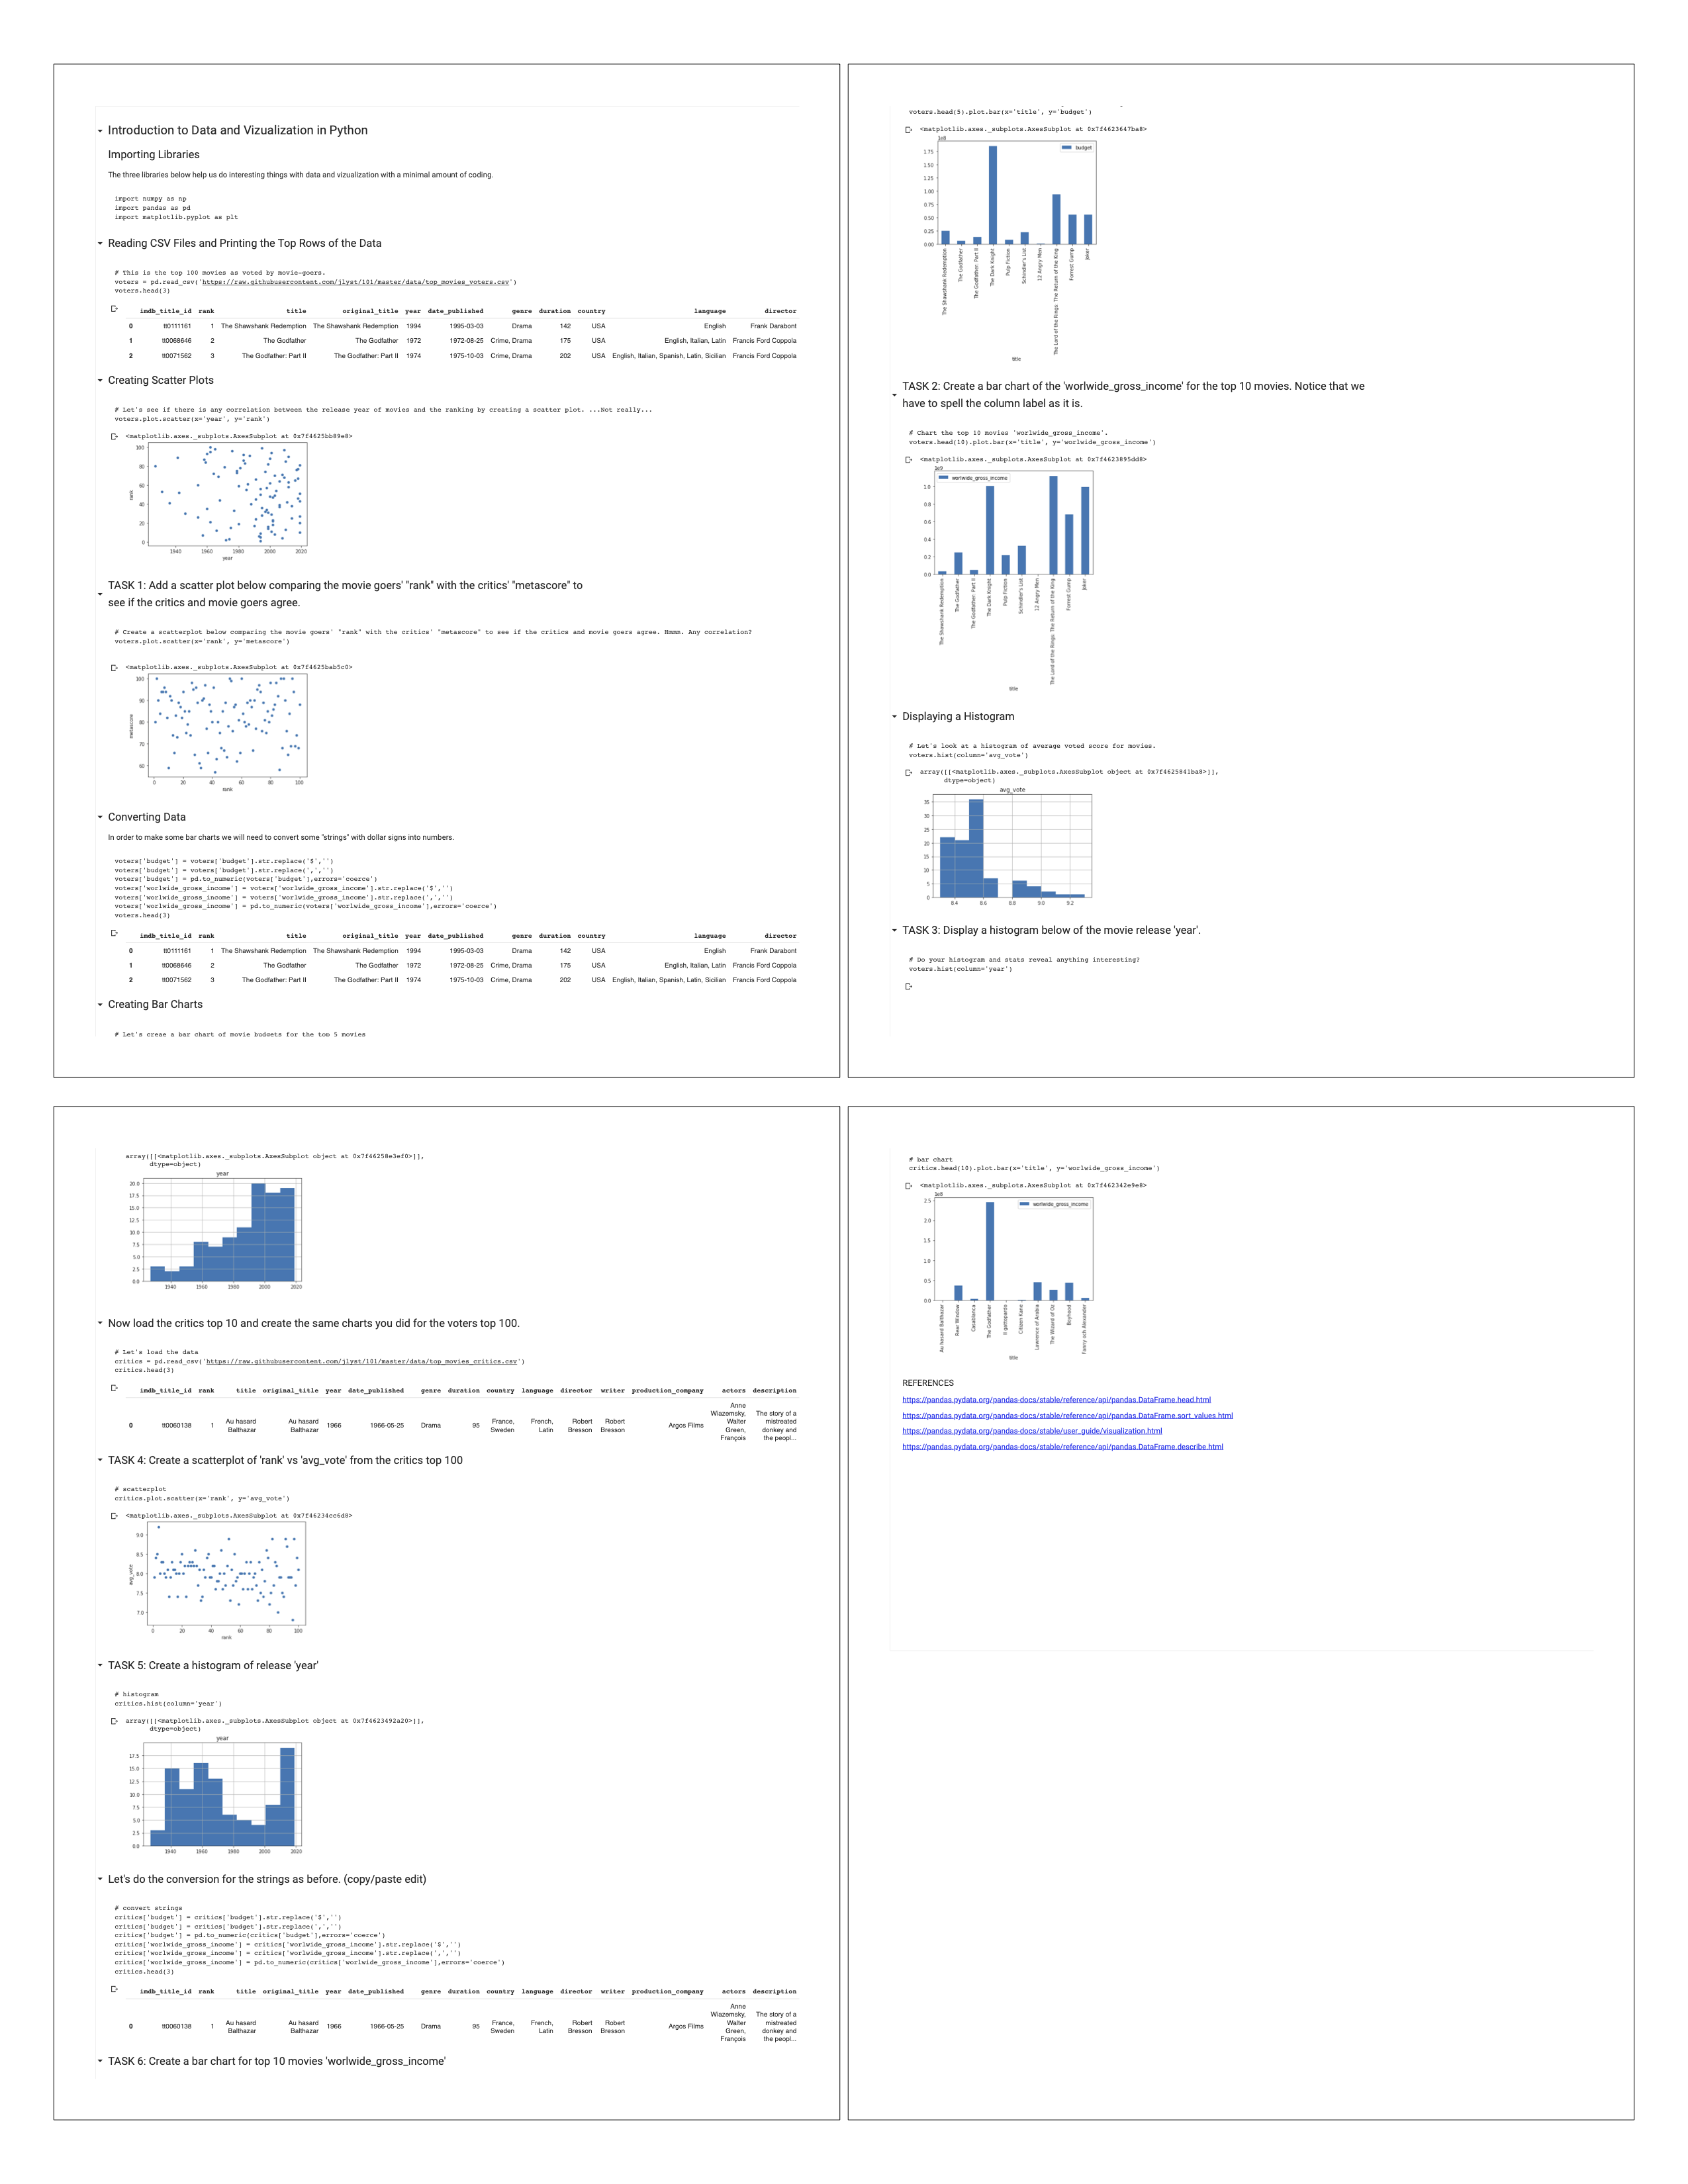 Introduction to Data and Vizualization in Python
Importing Libraries
The three libraries below help us do interesting things with data and vizualization with a minimal amount of coding.
import numpy as np
import pandas as pd
import matplotlib.pyplot as plt
Reading CSV Files and Printing the Top Rows of the Data
# This is the top 100 movies as voted by movie-goers.
voters = pd.read_csv('https://raw.githubusercontent.com/jlyst/101/master/data/top_movies_voters.csv')
voters.head(3)
imdb_title_id rank title original_title year date_published genre duration country language director
0 tt0111161 1 The Shawshank Redemption The Shawshank Redemption 1994 1995-03-03 Drama 142 USA English Frank Darabont
1 tt0068646 2 The Godfather The Godfather 1972 1972-08-25 Crime, Drama 175 USA English, Italian, Latin Francis Ford Coppola
2 tt0071562 3 The Godfather: Part II The Godfather: Part II 1974 1975-10-03 Crime, Drama 202 USA English, Italian, Spanish, Latin, Sicilian Francis Ford Coppola
Creating Scatter Plots
# Let's see if there is any correlation between the release year of movies and the ranking by creating a scatter plot. ...Not really...
voters.plot.scatter(x='year', y='rank')
<matplotlib.axes._subplots.AxesSubplot at 0x7f4625bb89e8>
100
80
60
40
20
0
rank
1940 1960 1980 2000 2020
year
TASK 1: Add a scatter plot below comparing the movie goers' "rank" with the critics' "metascore" to
see if the critics and movie goers agree.
# Create a scatterplot below comparing the movie goers' "rank" with the critics' "metascore" to see if the critics and movie goers agree. Hmmm. Any correlation?
voters.plot.scatter(x='rank', y='metascore')
<matplotlib.axes._subplots.AxesSubplot at 0x7f4625bab5c0>
100
90
80
70
60
metascore
0 20 40 60 80 100
rank
Converting Data
In order to make some bar charts we will need to convert some "strings" with dollar signs into numbers.
voters['budget'] = voters['budget'].str.replace('$','')
voters['budget'] = voters['budget'].str.replace(',','')
voters['budget'] = pd.to_numeric(voters['budget'],errors='coerce')
voters['worlwide_gross_income'] = voters['worlwide_gross_income'].str.replace('$','')
voters['worlwide_gross_income'] = voters['worlwide_gross_income'].str.replace(',','')
voters['worlwide_gross_income'] = pd.to_numeric(voters['worlwide_gross_income'],errors='coerce')
voters.head(3)
imdb_title_id rank title original_title year date_published genre duration country language director
0 tt0111161 1 The Shawshank Redemption The Shawshank Redemption 1994 1995-03-03 Drama 142 USA English Frank Darabont
1 tt0068646 2 The Godfather The Godfather 1972 1972-08-25 Crime, Drama 175 USA English, Italian, Latin Francis Ford Coppola
2 tt0071562 3 The Godfather: Part II The Godfather: Part II 1974 1975-10-03 Crime, Drama 202 USA English, Italian, Spanish, Latin, Sicilian Francis Ford Coppola
Creating Bar Charts
# Let's creae a bar chart of movie budgets for the top 5 movies
voters.head(5).plot.bar(x='title', y='budget')
<matplotlib.axes._subplots.AxesSubplot at 0x7f4623647ba8>
1e8
budget
1.75
1.50
1.25
1.00
0.75
0.50
0.25
0.00
The Shawshank Redemption
The Godfather
The Godfather: Part II
The Dark Knight
Pulp Fiction
Schindler's List
12 Angry Men
The Lord of the Rings: The Return of the King
Forrest Gump
Joker
title
TASK 2: Create a bar chart of the 'worlwide_gross_income' for the top 10 movies. Notice that we
have to spell the column label as it is.
# Chart the top 10 movies 'worlwide_gross_income'.
voters.head(10).plot.bar(x='title', y='worlwide_gross_income')
<matplotlib.axes._subplots.AxesSubplot at 0x7f4623895dd8>
1e9
worlwide_gross_income
1.0
0.8
0.6
0.4
0.2
0.0
The Shawshank Redemption
The Godfather
The Godfather: Part II
The Dark Knight
Pulp Fiction
Schindler's List
12 Angry Men
The Lord of the Rings: The Return of the King
Forrest Gump
Joker
title
Displaying a Histogram
# Let's look at a histogram of average voted score for movies.
voters.hist(column='avg_vote')
array([[<matplotlib.axes._subplots.AxesSubplot object at 0x7f4625841ba8>]],
dtype=object)
avg_vote
35
30
25
20
15
10
5
0
8.4 8.6 8.8 9.0 9.2
TASK 3: Display a histogram below of the movie release 'year'.
# Do your histogram and stats reveal anything interesting?
voters.hist(column='year')
array([[<matplotlib.axes._subplots.AxesSubplot object at 0x7f46258e3ef0>]],
dtype=object)
year
20.0
17.5
15.0
12.5
10.0
7.5
5.0
2.5
0.0
1940 1960 1980 2000 2020
Now load the critics top 10 and create the same charts you did for the voters top 100.
# Let's load the data
critics = pd.read_csv('https://raw.githubusercontent.com/jlyst/101/master/data/top_movies_critics.csv')
critics.head(3)
imdb_title_id rank title original_title year date_published genre duration country language director writer production_company actors description
0 tt0060138 1 Au hasard Balthazar Au hasard Balthazar 1966 1966-05-25 Drama 95 France, Sweden French, Latin Robert Bresson Robert Bresson Argos Films Anne Wiazemsky, Walter Green, François The story of a mistreated donkey and the peopl...
TASK 4: Create a scatterplot of 'rank' vs 'avg_vote' from the critics top 100
# scatterplot
critics.plot.scatter(x='rank', y='avg_vote')
<matplotlib.axes._subplots.AxesSubplot at 0x7f46234cc6d8>
9.0
8.5
8.0
7.5
7.0
avg_vote
0 20 40 60 80 100
rank
TASK 5: Create a histogram of release 'year'
# histogram
critics.hist(column='year')
array([[<matplotlib.axes._subplots.AxesSubplot object at 0x7f4623492a20>]],
dtype=object)
year
17.5
15.0
12.5
10.0
7.5
5.0
2.5
0.0
1940 1960 1980 2000 2020
Let's do the conversion for the strings as before. (copy/paste edit)
# convert strings
critics['budget'] = critics['budget'].str.replace('$','')
critics['budget'] = critics['budget'].str.replace(',','')
critics['budget'] = pd.to_numeric(critics['budget'],errors='coerce')
critics['worlwide_gross_income'] = critics['worlwide_gross_income'].str.replace('$','')
critics['worlwide_gross_income'] = critics['worlwide_gross_income'].str.replace(',','')
critics['worlwide_gross_income'] = pd.to_numeric(critics['worlwide_gross_income'],errors='coerce')
critics.head(3)
imdb_title_id rank title original_title year date_published genre duration country language director writer production_company actors description
0 tt0060138 1 Au hasard Balthazar Au hasard Balthazar 1966 1966-05-25 Drama 95 France, Sweden French, Latin Robert Bresson Robert Bresson Argos Films Anne Wiazemsky, Walter Green, François The story of a mistreated donkey and the peopl...
TASK 6: Create a bar chart for top 10 movies 'worlwide_gross_income'
# bar chart
critics.head(10).plot.bar(x='title', y='worlwide_gross_income')
<matplotlib.axes._subplots.AxesSubplot at 0x7f462342e9e8>
1e8
worlwide_gross_income
2.5
2.0
1.5
1.0
0.5
0.0
Au hasard Balthazar
Rear Window
Casablanca
The Godfather
Il gattopardo
Citizen Kane
Lawrence of Arabia
The Wizard of Oz
Boyhood
Fanny och Alexander
title
REFERENCES
https://pandas.pydata.org/pandas-docs/stable/reference/api/pandas.DataFrame.head.html
https://pandas.pydata.org/pandas-docs/stable/reference/api/pandas.DataFrame.sort_values.html
https://pandas.pydata.org/pandas-docs/stable/user_guide/visualization.html
https://pandas.pydata.org/pandas-docs/stable/reference/api/pandas.DataFrame.describe.html